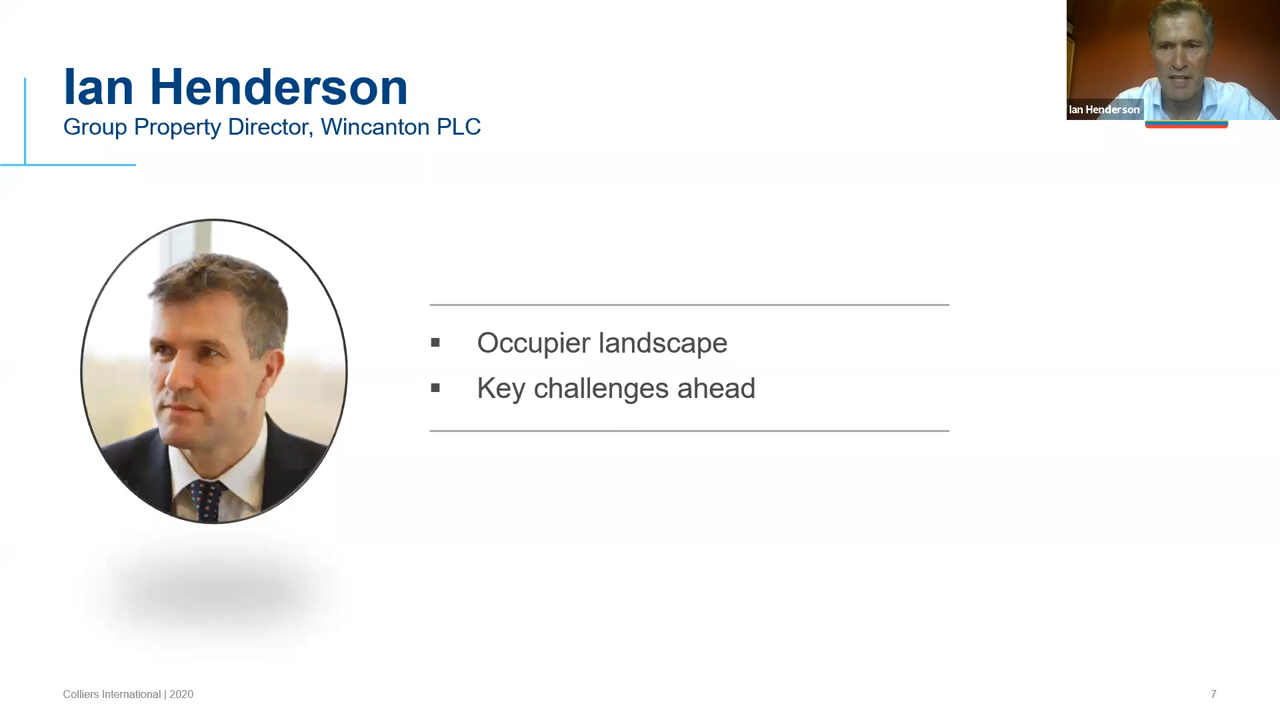 Ian Henderson
Group Property Director, Wincanton PLC
Ian Henderson
▪ Occupier landscape
▪ Key challenges ahead
Colliers International | 2020
7